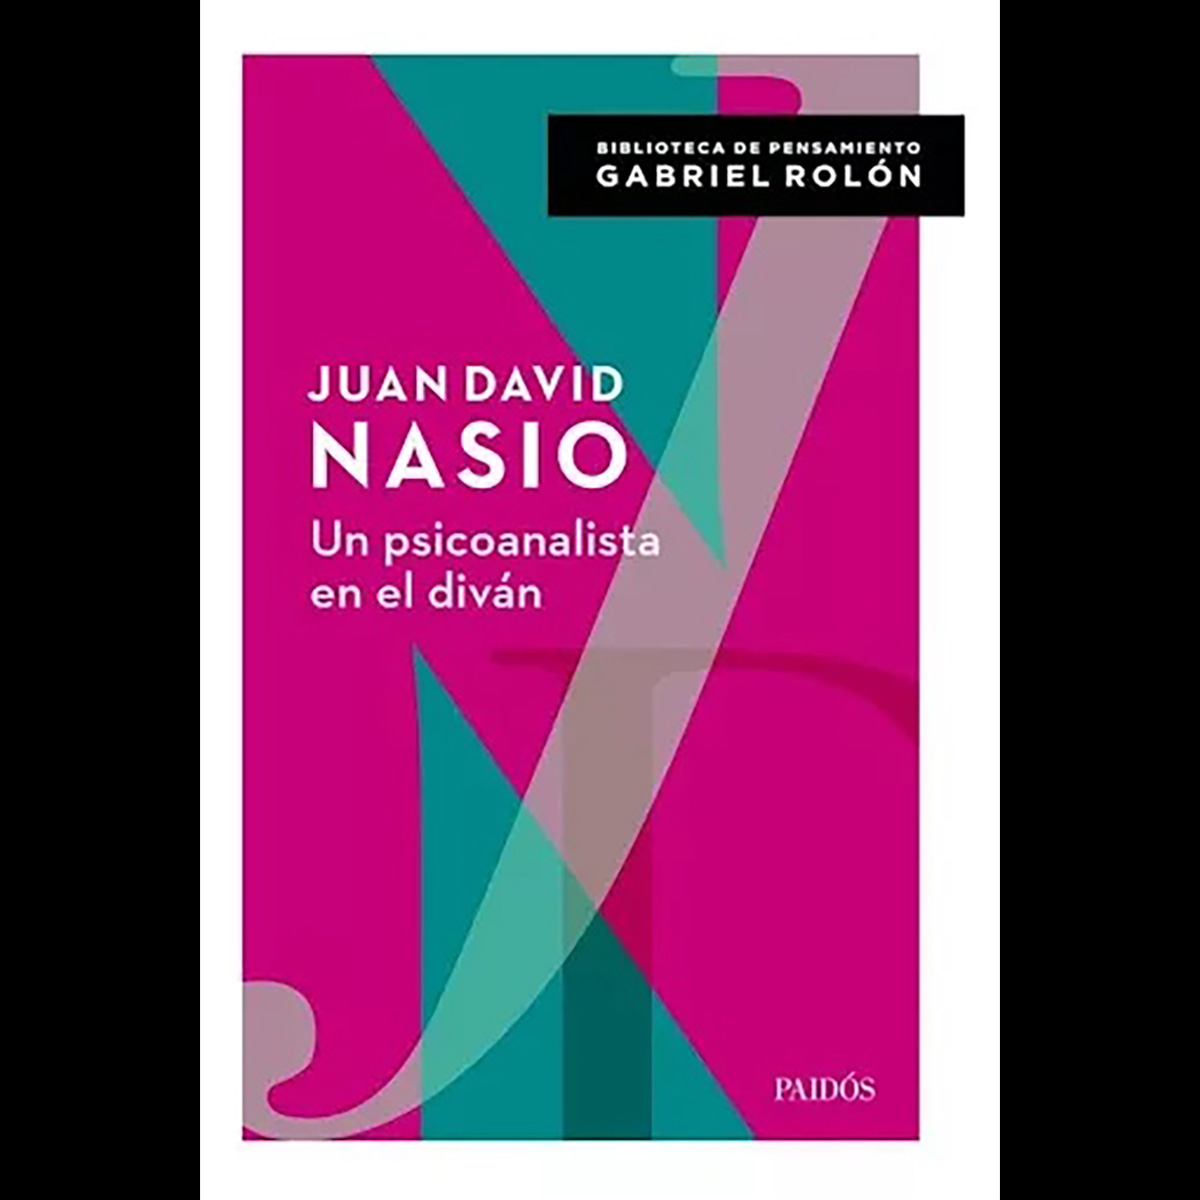 BIBLIOTECA DE PENSAMIENTO
GABRIEL ROLÓN
JUAN DAVID
NASIO
Un psicoanalista
en el diván
PAIDÓS